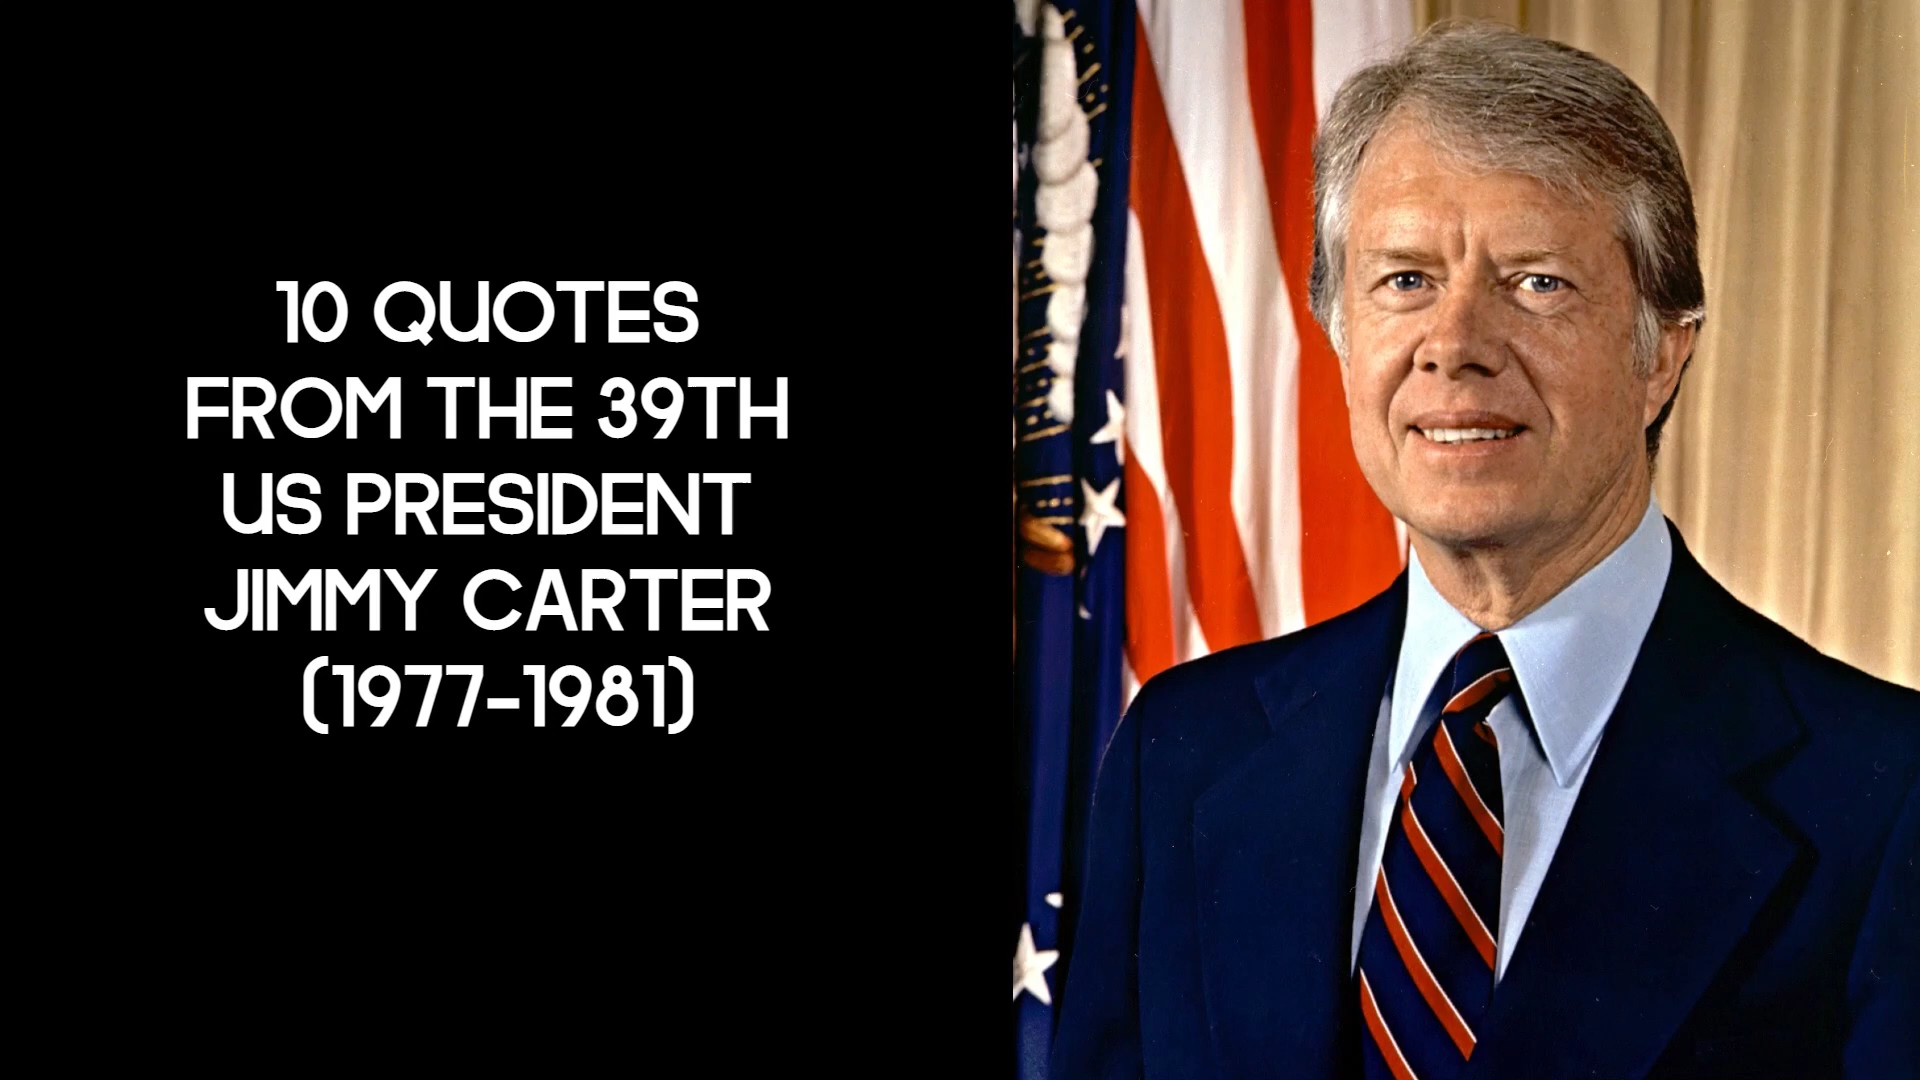 10 QUOTES
FROM THE 39TH
US PRESIDENT
JIMMY CARTER
(1977-1981)